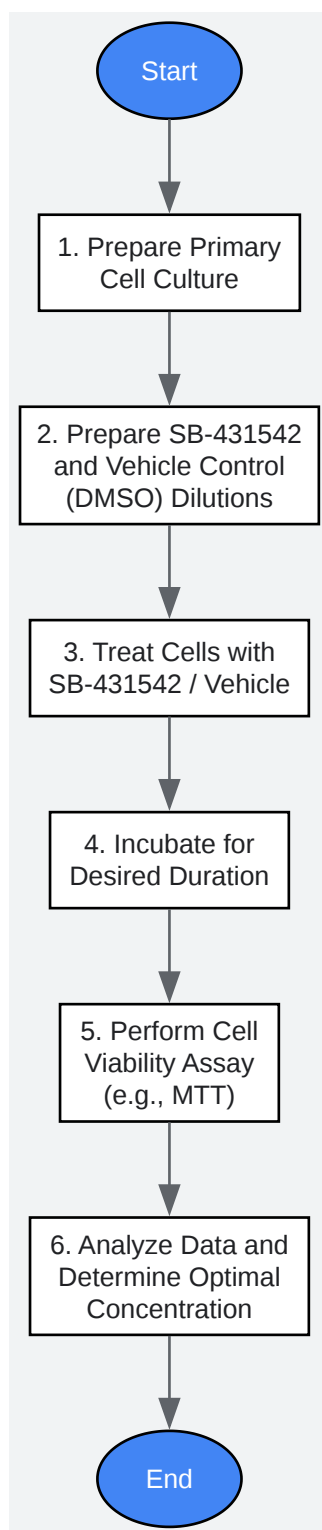 Start
1. Prepare Primary
Cell Culture
2. Prepare SB-431542
and Vehicle Control
(DMSO) Dilutions
3. Treat Cells with
SB-431542 / Vehicle
4. Incubate for
Desired Duration
5. Perform Cell
Viability Assay
(e.g., MTT)
6. Analyze Data and
Determine Optimal
Concentration
End